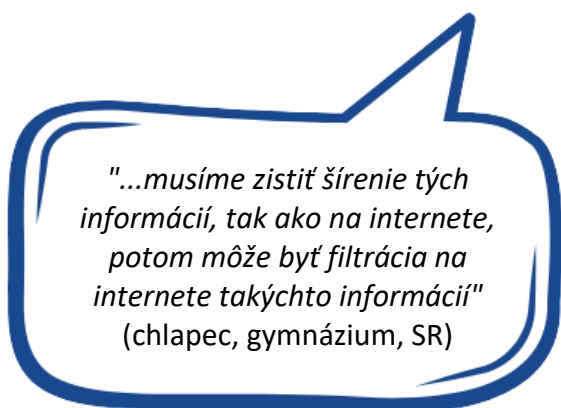 "...musíme zistiť šírenie tých
informácií, tak ako na internete,
potom môže byť filtrácia na
internete takýchto informácií"
(chlapec, gymnázium, SR)